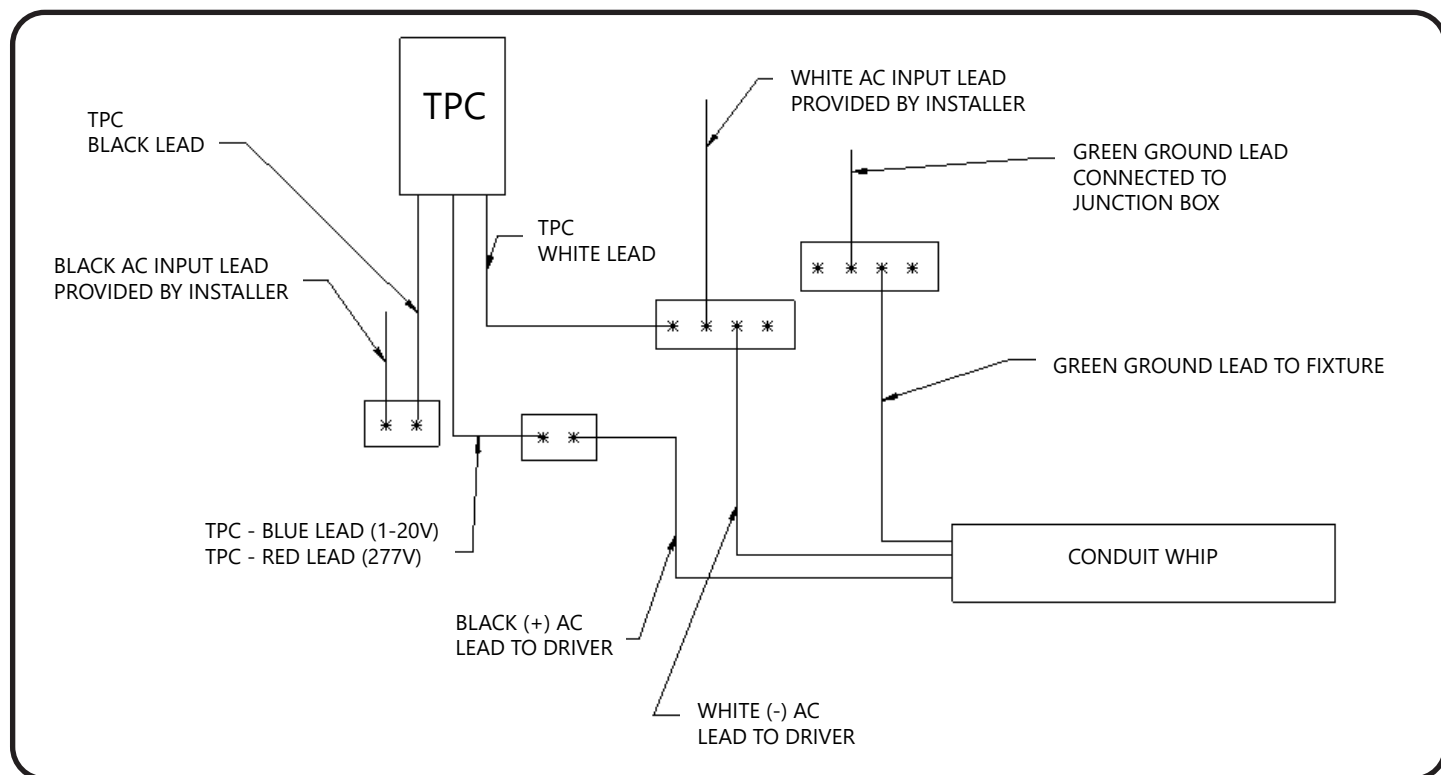 TPC
WHITE AC INPUT LEAD
PROVIDED BY INSTALLER
TPC
BLACK LEAD
GREEN GROUND LEAD
CONNECTED TO
JUNCTION BOX
TPC
WHITE LEAD
BLACK AC INPUT LEAD
PROVIDED BY INSTALLER
GREEN GROUND LEAD TO FIXTURE
TPC - BLUE LEAD (1-20V)
TPC - RED LEAD (277V)
CONDUIT WHIP
BLACK (+) AC
LEAD TO DRIVER
WHITE (-) AC
LEAD TO DRIVER